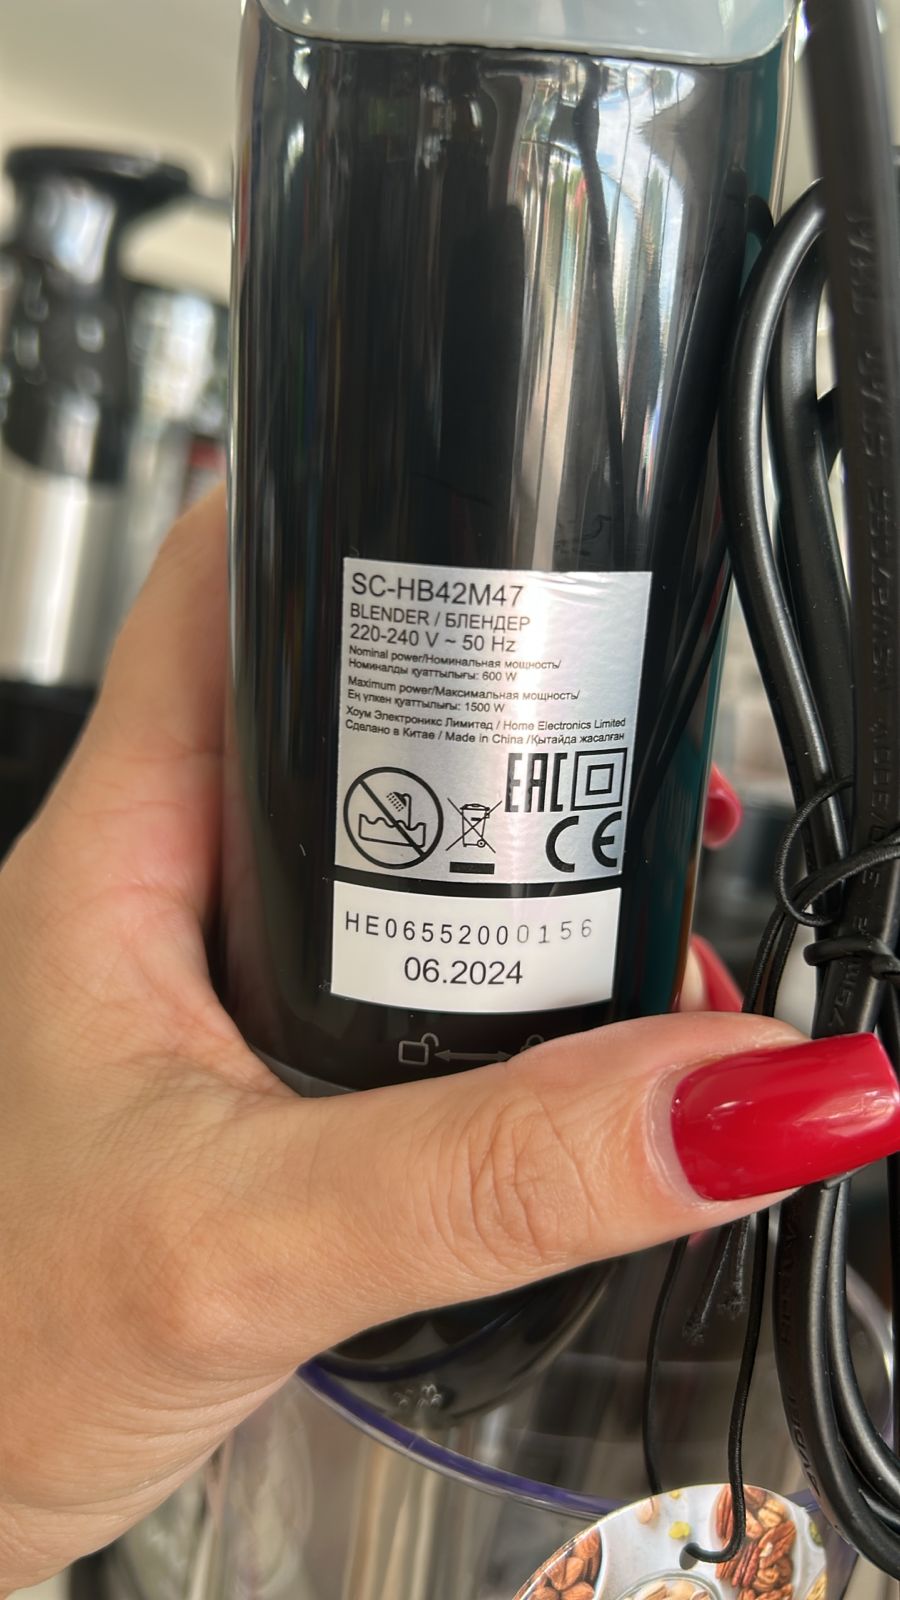 SC-HB42M47
BLENDER / БЛЕНДЕР
220-240 V ~ 50 Hz
Nominal power/Номинальная мощность/
Номиналды қуаттылығы: 600 W
Maximum power/Максимальная мощность/
Ең үлкен қуаттылығы: 1500 W
Хоум Электроникс Лимитед / Home Electronics Limited
Сделано в Китае / Made in China /Қытайда жасалған
EAC
CE
HE06552000156
06.2024